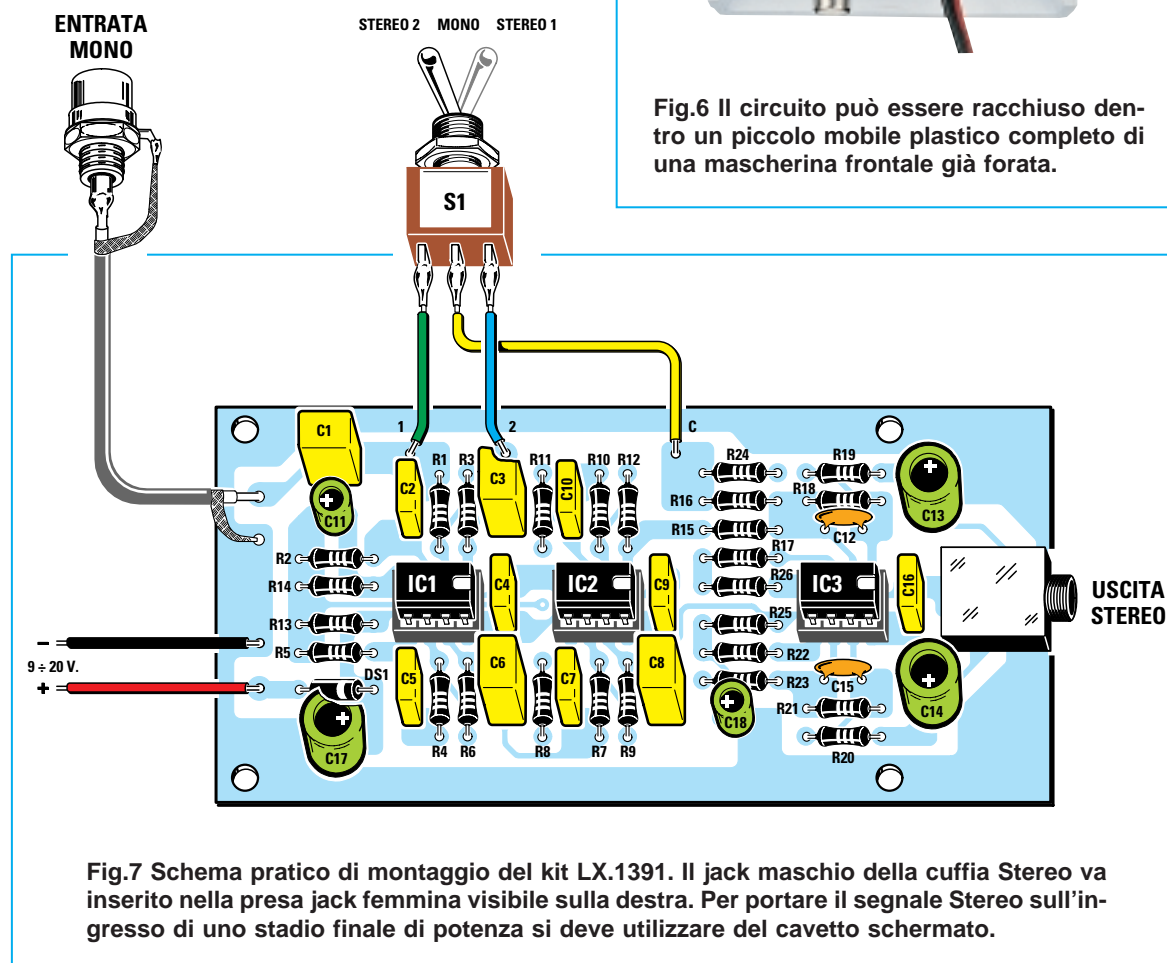 ENTRATA
MONO
STEREO 2 MONO STEREO 1
S1
Fig.6 Il circuito può essere racchiuso den-
tro un piccolo mobile plastico completo di
una mascherina frontale già forata.
1 2 C
C1
C11
C2
R1 R3
C3
R11
C10
R10 R12
R24
R16
R15
R17
R26
R19
R18
C12
C13
R2
R14
R13
R5
IC1
C4
IC2
C9
R25
R22
R23
IC3
C16
USCITA
STEREO
–
9 ÷ 20 V.
+
DS1
C17
C5
R4 R6
C6
R8
C7
R7 R9
C8
C18
C15
R21
R20
C14
Fig.7 Schema pratico di montaggio del kit LX.1391. Il jack maschio della cuffia Stereo va
inserito nella presa jack femmina visibile sulla destra. Per portare il segnale Stereo sull'in-
gresso di uno stadio finale di potenza si deve utilizzare del cavetto schermato.